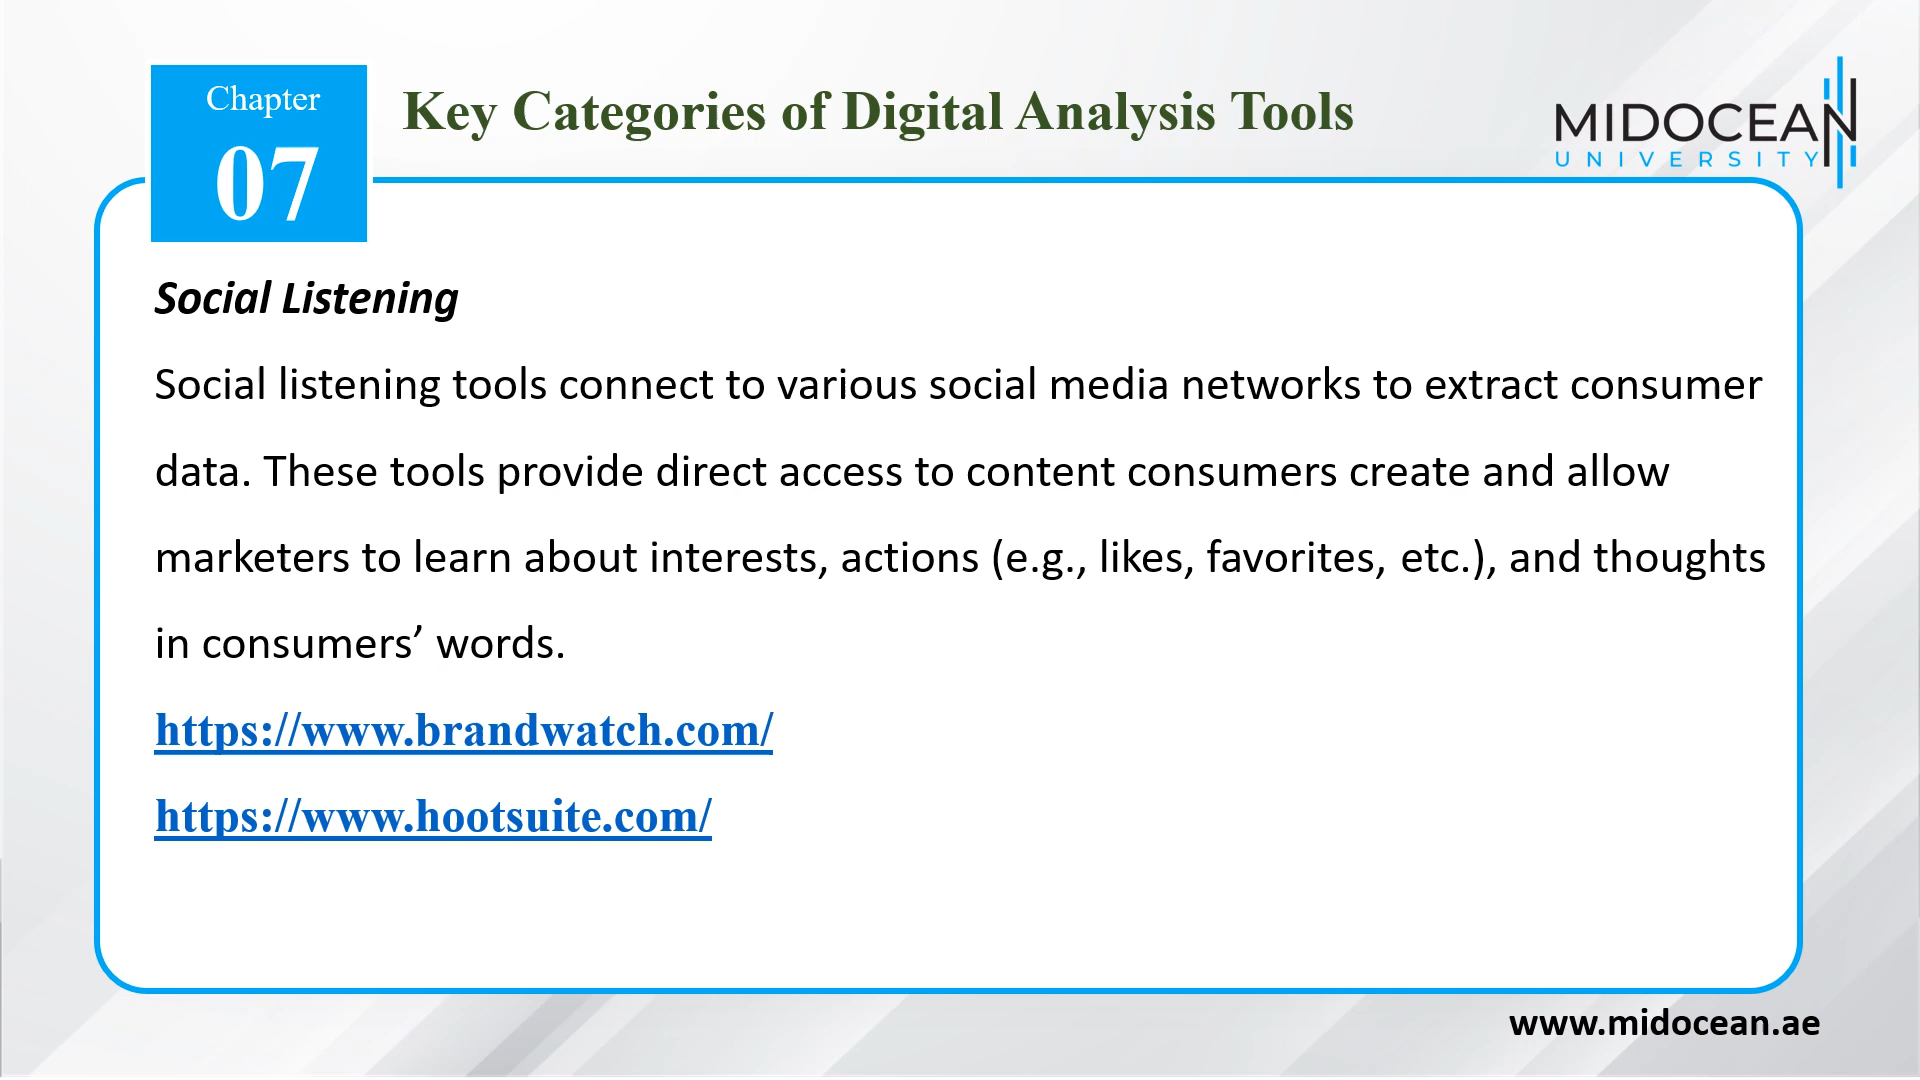 Chapter
07
Key Categories of Digital Analysis Tools
MIDOCEAN
UNIVERSITY
Social Listening
Social listening tools connect to various social media networks to extract consumer
data. These tools provide direct access to content consumers create and allow
marketers to learn about interests, actions (e.g., likes, favorites, etc.), and thoughts
in consumers’ words.
https://www.brandwatch.com/
https://www.hootsuite.com/
www.midocean.ae